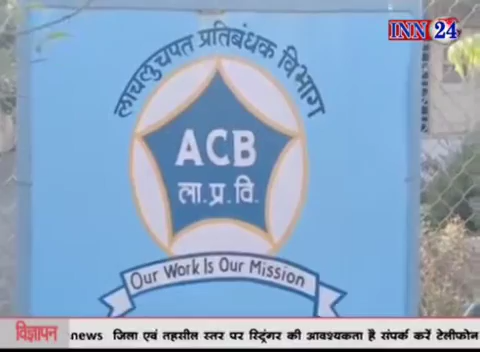 INN 24
लाचलुचपत प्रतिबंधक विभाग
ACB
ला.प्र.वि.
Our Work Is Our Mission
विज्ञापन news जिला एवं तहसील स्तर पर स्ट्रिंगर की आवश्यकता है संपर्क करें टेलीफोन